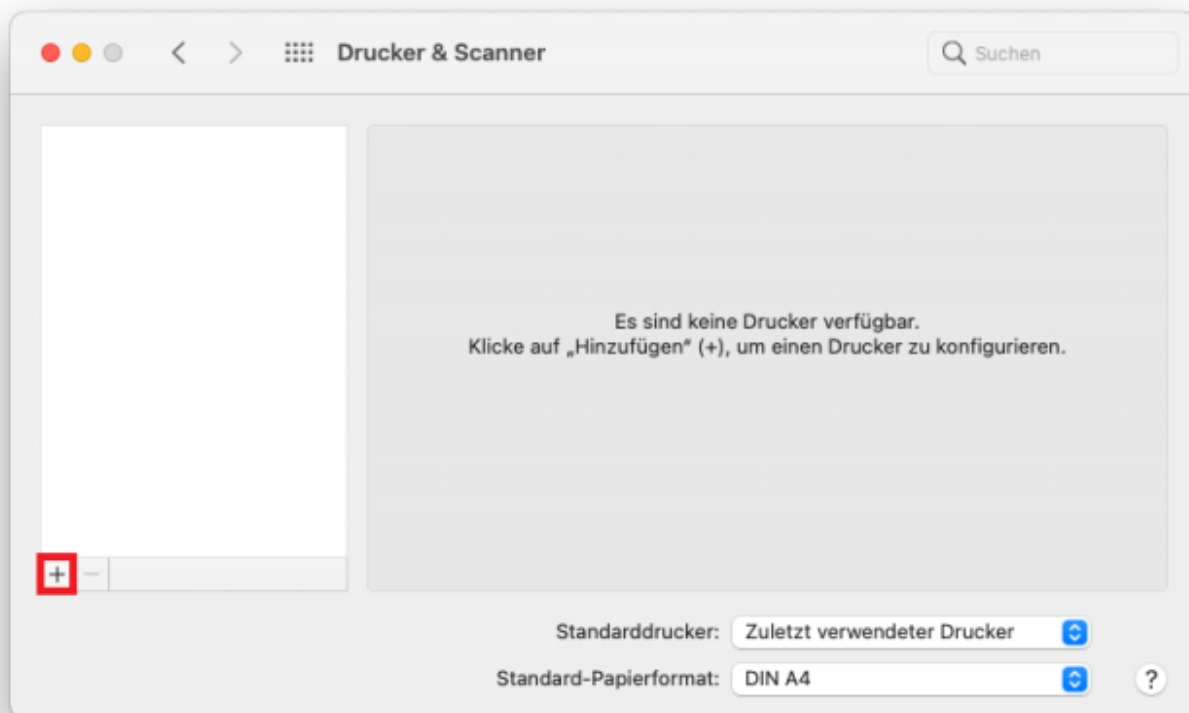 Drucker & Scanner
Suchen
Es sind keine Drucker verfügbar.
Klicke auf „Hinzufügen“ (+), um einen Drucker zu konfigurieren.
+ −
Standarddrucker: Zuletzt verwendeter Drucker
Standard-Papierformat: DIN A4
?